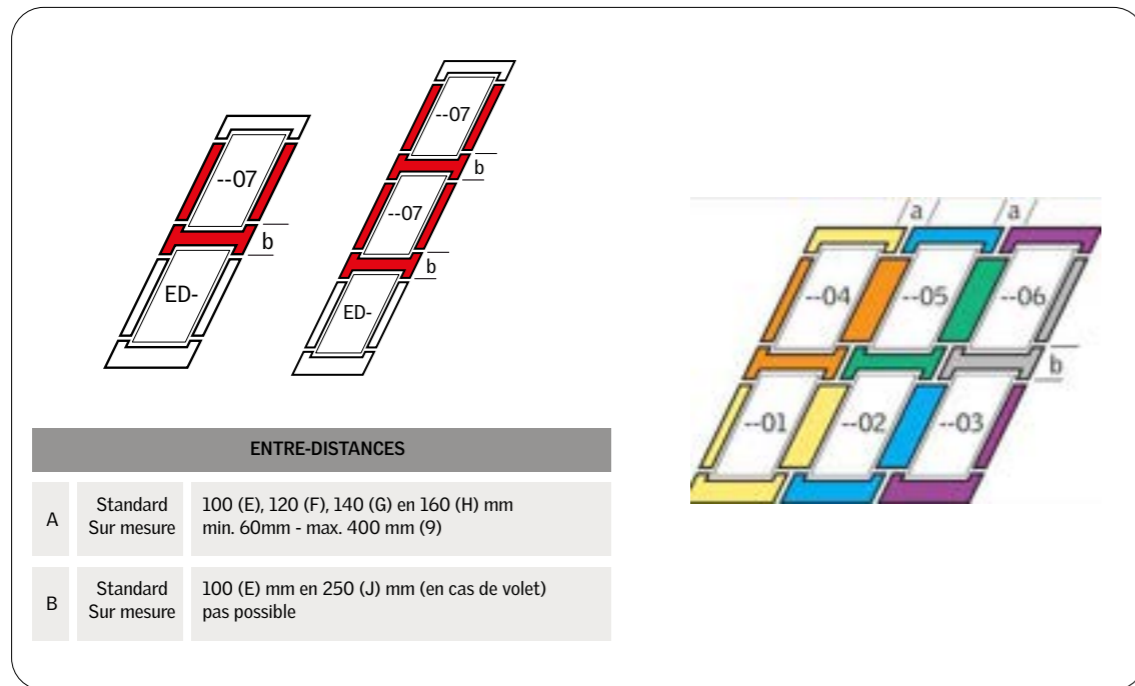 --07
b
ED-
--07
b
--07
b
ED-
a a
--04 --05 --06
b
--01 --02 --03
ENTRE-DISTANCES
A Standard 100 (E), 120 (F), 140 (G) en 160 (H) mm
Sur mesure min. 60mm - max. 400 mm (9)
B Standard 100 (E) mm en 250 (J) mm (en cas de volet)
Sur mesure pas possible